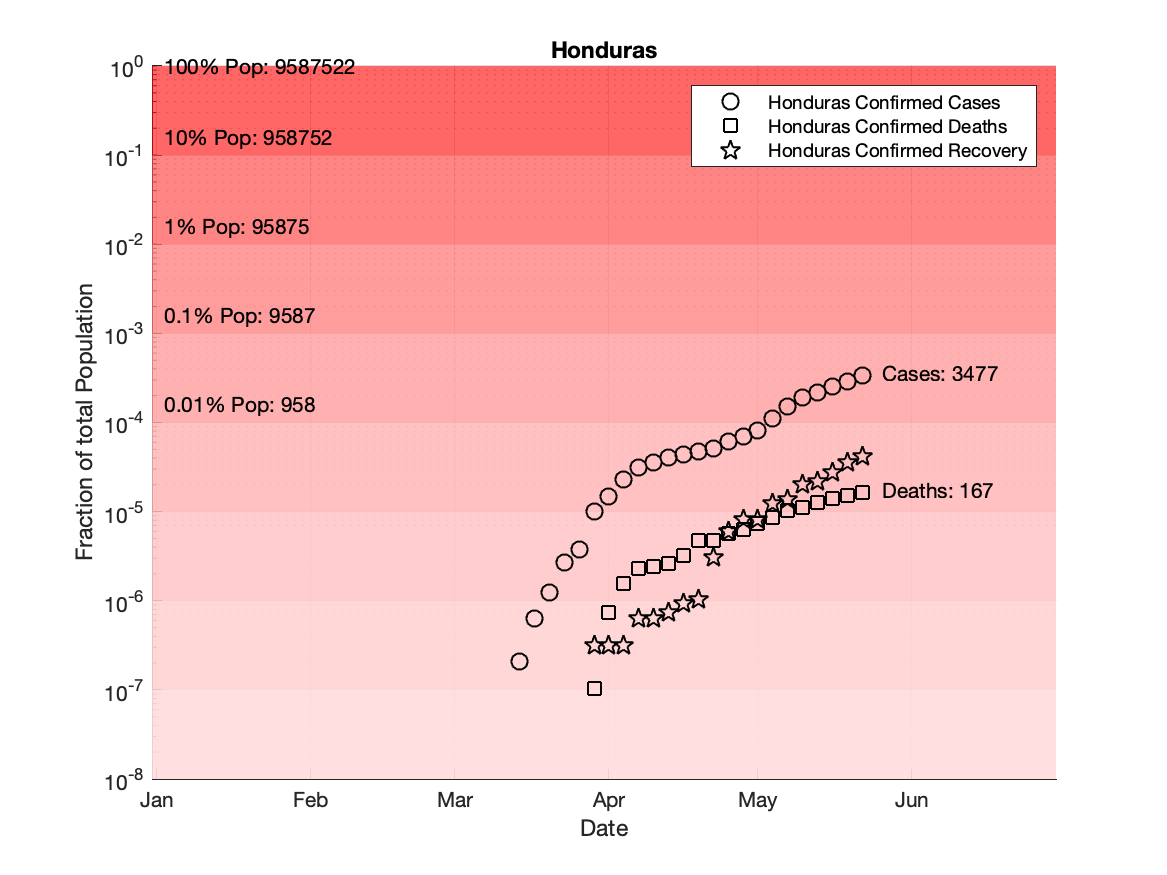 Honduras
10^0
10^-1
10^-2
10^-3
10^-4
10^-5
10^-6
10^-7
10^-8
Fraction of total Population
100% Pop: 9587522
10% Pop: 958752
1% Pop: 95875
0.1% Pop: 9587
0.01% Pop: 958
Honduras Confirmed Cases
Honduras Confirmed Deaths
Honduras Confirmed Recovery
Cases: 3477
Deaths: 167
Jan Feb Mar Apr May Jun
Date